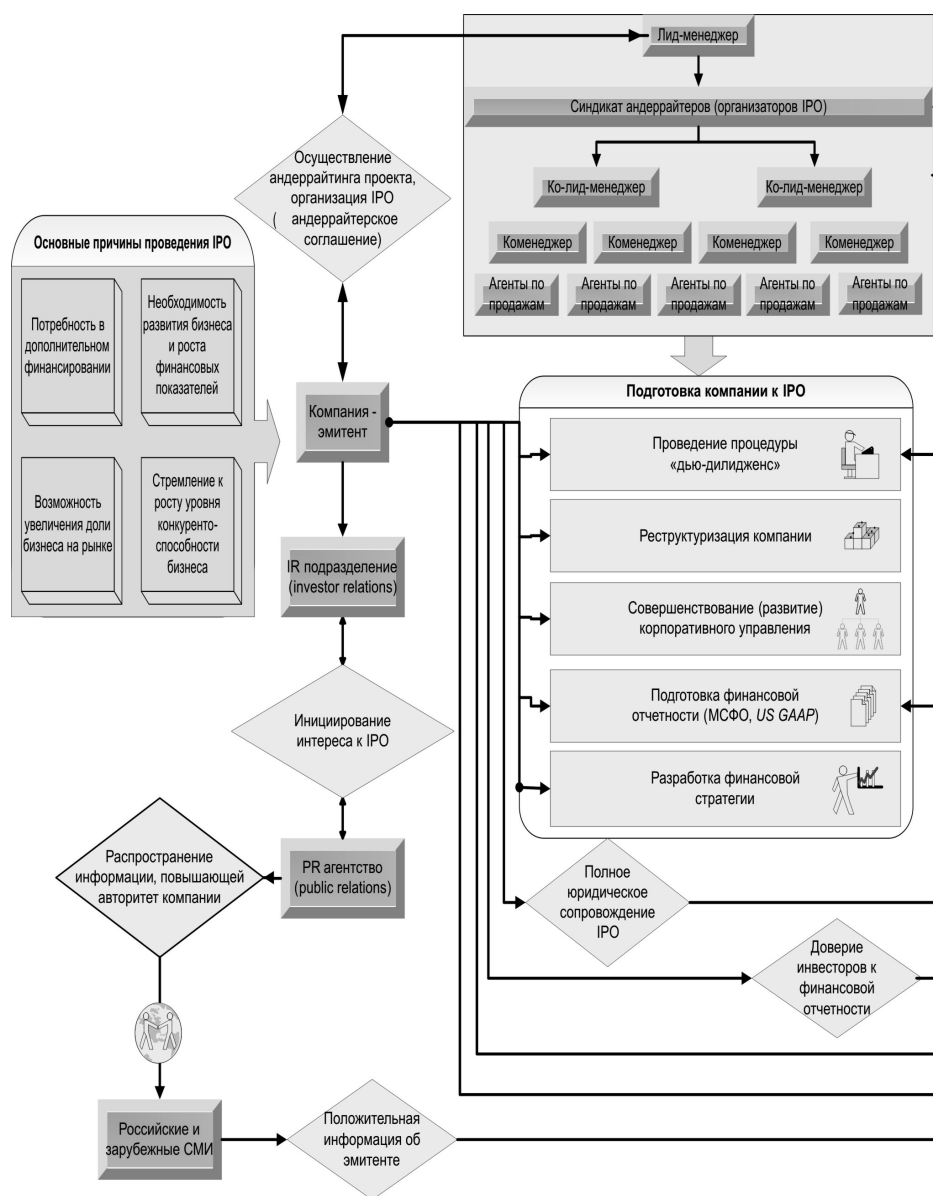 Лид-менеджер
Синдикат андеррайтеров (организаторов IPO)
Ко-лид-менеджер
Ко-лид-менеджер
Коменеджер
Коменеджер
Коменеджер
Коменеджер
Агенты по
продажам
Агенты по
продажам
Агенты по
продажам
Агенты по
продажам
Агенты по
продажам
Осуществление
андеррайтинга проекта,
организация IPO
( андеррайтерское
соглашение)
Основные причины проведения IPO
Потребность в
дополнительном
финансировании
Необходимость
развития бизнеса
и роста
финансовых
показателей
Возможность
увеличения доли
бизнеса на рынке
Стремление к
росту уровня
конкуренто-
способности
бизнеса
Компания -
эмитент
IR подразделение
(investor relations)
Инициирование
интереса к IPO
PR агентство
(public relations)
Распространение
информации, повышающей
авторитет компании
Российские и
зарубежные СМИ
Положительная
информация об
эмитенте
Подготовка компании к IPO
Проведение процедуры
«дью-дилидженс»
Реструктуризация компании
Совершенствование (развитие)
корпоративного управления
Подготовка финансовой
отчетности (МСФО, US GAAP)
Разработка финансовой
стратегии
Полное
юридическое
сопровождение
IPO
Доверие
инвесторов к
финансовой
отчетности